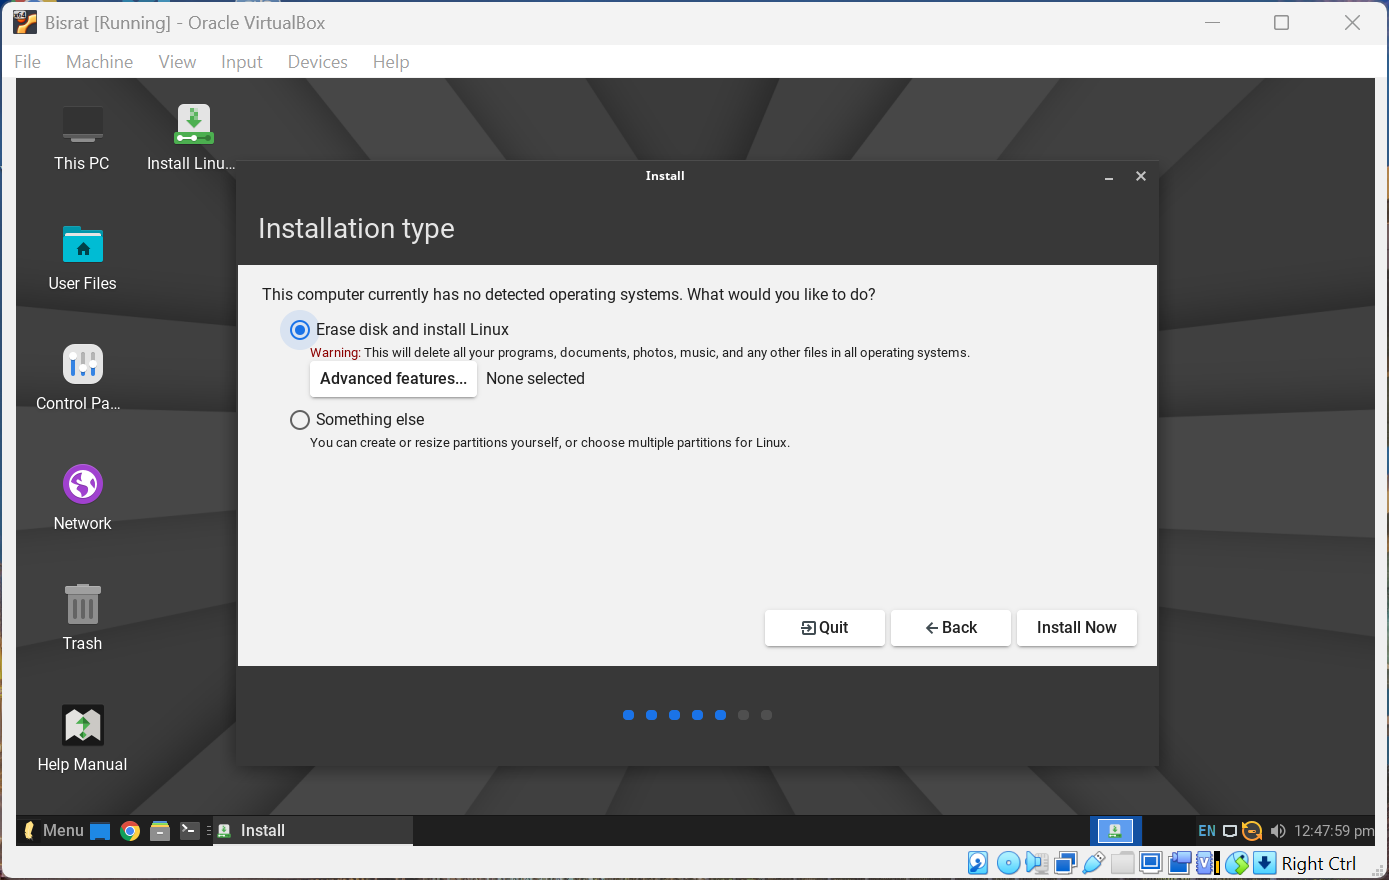 Bisrat [Running] - Oracle VirtualBox
File Machine View Input Devices Help
This PC
Install Linu...
User Files
Control Pa...
Network
Trash
Help Manual
Install
Installation type
This computer currently has no detected operating systems. What would you like to do?
Erase disk and install Linux
Warning: This will delete all your programs, documents, photos, music, and any other files in all operating systems.
Advanced features... None selected
Something else
You can create or resize partitions yourself, or choose multiple partitions for Linux.
Quit Back Install Now
Menu Install EN 12:47:59 pm
Right Ctrl